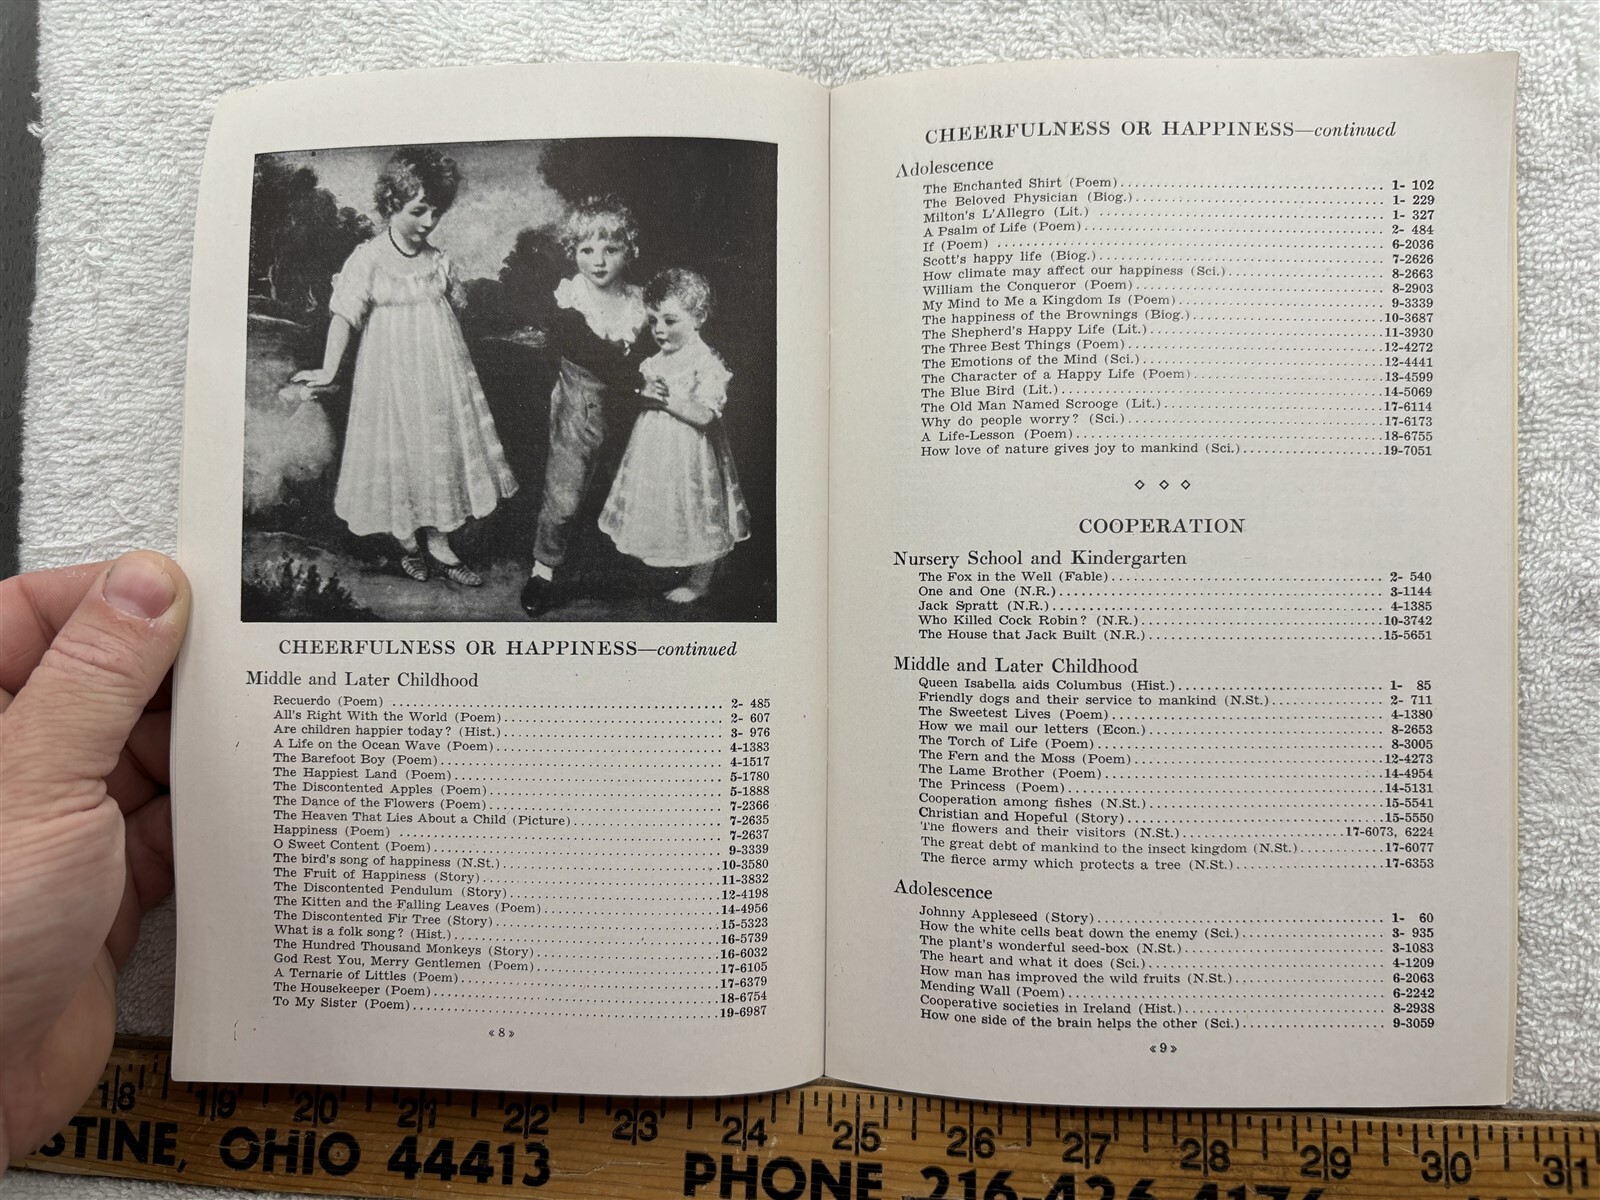 CHEERFULNESS OR HAPPINESS—continued
Middle and Later Childhood
Recuerdo (Poem) ........ 2- 485
All's Right With the World (Poem) ........ 2- 607
Are children happier today? (Hist.) ........ 3- 976
A Life on the Ocean Wave (Poem) ........ 4-1383
The Barefoot Boy (Poem) ........ 4-1517
The Happiest Land (Poem) ........ 5-1780
The Discontented Apples (Poem) ........ 5-1888
The Dance of the Flowers (Poem) ........ 7-2366
The Heaven That Lies About a Child (Picture) ........ 7-2635
Happiness (Poem) ........ 7-2637
O Sweet Content (Poem) ........ 9-3339
The bird's song of happiness (N.St.) ........ 10-3580
The Fruit of Happiness (Story) ........ 11-3832
The Discontented Pendulum (Story) ........ 12-4198
The Kitten and the Falling Leaves (Poem) ........ 14-4956
The Discontented Fir Tree (Story) ........ 15-5323
What is a folk song? (Hist.) ........ 16-5739
The Hundred Thousand Monkeys (Story) ........ 16-6032
God Rest You, Merry Gentlemen (Poem) ........ 17-6105
A Ternarie of Littles (Poem) ........ 17-6379
The Housekeeper (Poem) ........ 18-6754
To My Sister (Poem) ........ 19-6987
«8»
CHEERFULNESS OR HAPPINESS—continued
Adolescence
The Enchanted Shirt (Poem) ........ 1- 102
The Beloved Physician (Biog.) ........ 1- 229
Milton's L'Allegro (Lit.) ........ 1- 327
A Psalm of Life (Poem) ........ 2- 484
If (Poem) ........ 6-2036
Scott's happy life (Biog.) ........ 7-2626
How climate may affect our happiness (Sci.) ........ 8-2663
William the Conqueror (Poem) ........ 8-2903
My Mind to Me a Kingdom Is (Poem) ........ 9-3339
The happiness of the Brownings (Biog.) ........ 10-3687
The Shepherd's Happy Life (Lit.) ........ 11-3930
The Three Best Things (Poem) ........ 12-4272
The Emotions of the Mind (Sci.) ........ 12-4441
The Character of a Happy Life (Poem) ........ 13-4599
The Blue Bird (Lit.) ........ 14-5069
The Old Man Named Scrooge (Lit.) ........ 17-6114
Why do people worry? (Sci.) ........ 17-6173
A Life-Lesson (Poem) ........ 18-6755
How love of nature gives joy to mankind (Sci.) ........ 19-7051
COOPERATION
Nursery School and Kindergarten
The Fox in the Well (Fable) ........ 2- 540
One and One (N.R.) ........ 3-1144
Jack Spratt (N.R.) ........ 4-1385
Who Killed Cock Robin? (N.R.) ........ 10-3742
The House that Jack Built (N.R.) ........ 15-5651
Middle and Later Childhood
Queen Isabella aids Columbus (Hist.) ........ 1- 85
Friendly dogs and their service to mankind (N.St.) ........ 2- 711
The Sweetest Lives (Poem) ........ 4-1380
How we mail our letters (Econ.) ........ 8-2653
The Torch of Life (Poem) ........ 8-3005
The Fern and the Moss (Poem) ........ 12-4273
The Lame Brother (Poem) ........ 14-4954
The Princess (Poem) ........ 14-5131
Cooperation among fishes (N.St.) ........ 15-5541
Christian and Hopeful (Story) ........ 15-5550
The flowers and their visitors (N.St.) ........ 17-6073, 6224
The great debt of mankind to the insect kingdom (N.St.) ........ 17-6077
The fierce army which protects a tree (N.St.) ........ 17-6353
Adolescence
Johnny Appleseed (Story) ........ 1- 60
How the white cells beat down the enemy (Sci.) ........ 3- 935
The plant's wonderful seed-box (N.St.) ........ 3-1083
The heart and what it does (Sci.) ........ 4-1209
How man has improved the wild fruits (N.St.) ........ 6-2063
Mending Wall (Poem) ........ 6-2242
Cooperative societies in Ireland (Hist.) ........ 8-2938
How one side of the brain helps the other (Sci.) ........ 9-3059
«9»
18 19 20 21 22 23 24 25 26 27 28 29 30 31
STINE, OHIO 44413 PHONE 216-426-4176